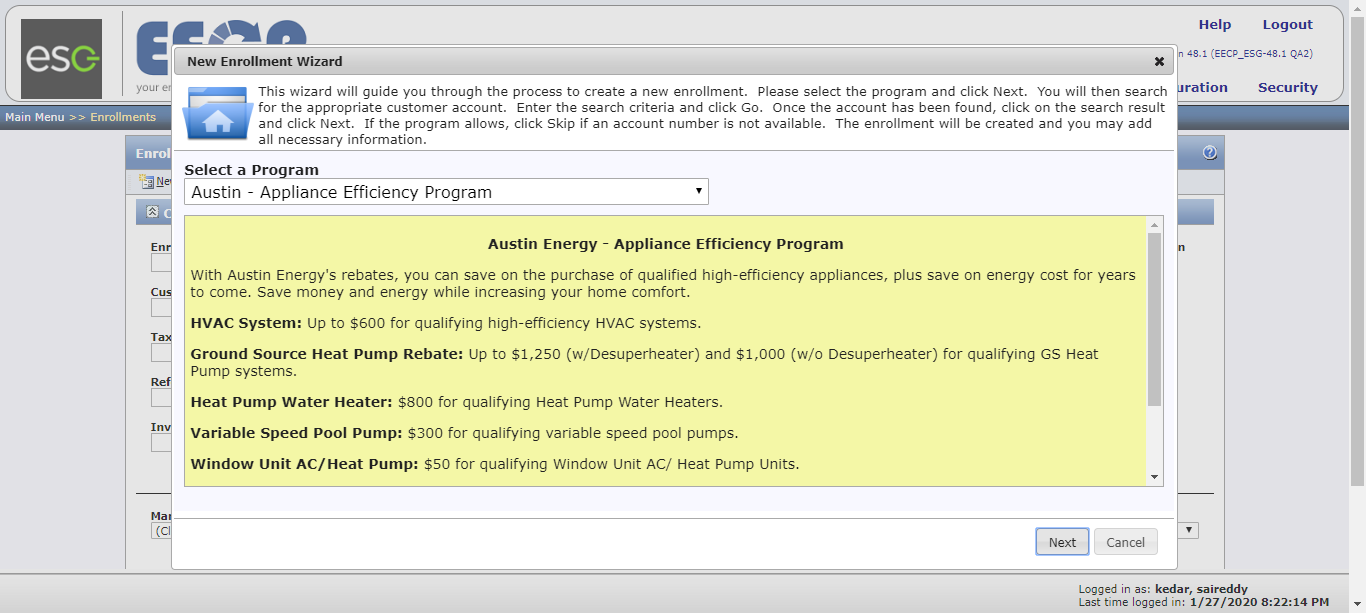 esc
EECP
your
Help Logout
n 48.1 (EECP_ESG-48.1 QA2)
uration Security
Main Menu >> Enrollments
New Enrollment Wizard
This wizard will guide you through the process to create a new enrollment. Please select the program and click Next. You will then search
for the appropriate customer account. Enter the search criteria and click Go. Once the account has been found, click on the search result
and click Next. If the program allows, click Skip if an account number is not available. The enrollment will be created and you may add
all necessary information.
Enrol
Select a Program
Austin - Appliance Efficiency Program
New
C
Enr
n
Cus
Tax
Ref
Inv
Mar
(Cl
Austin Energy - Appliance Efficiency Program
With Austin Energy's rebates, you can save on the purchase of qualified high-efficiency appliances, plus save on energy cost for years
to come. Save money and energy while increasing your home comfort.
HVAC System: Up to $600 for qualifying high-efficiency HVAC systems.
Ground Source Heat Pump Rebate: Up to $1,250 (w/Desuperheater) and $1,000 (w/o Desuperheater) for qualifying GS Heat
Pump systems.
Heat Pump Water Heater: $800 for qualifying Heat Pump Water Heaters.
Variable Speed Pool Pump: $300 for qualifying variable speed pool pumps.
Window Unit AC/Heat Pump: $50 for qualifying Window Unit AC/ Heat Pump Units.
Next Cancel
Logged in as: kedar, saireddy
Last time logged in: 1/27/2020 8:22:14 PM